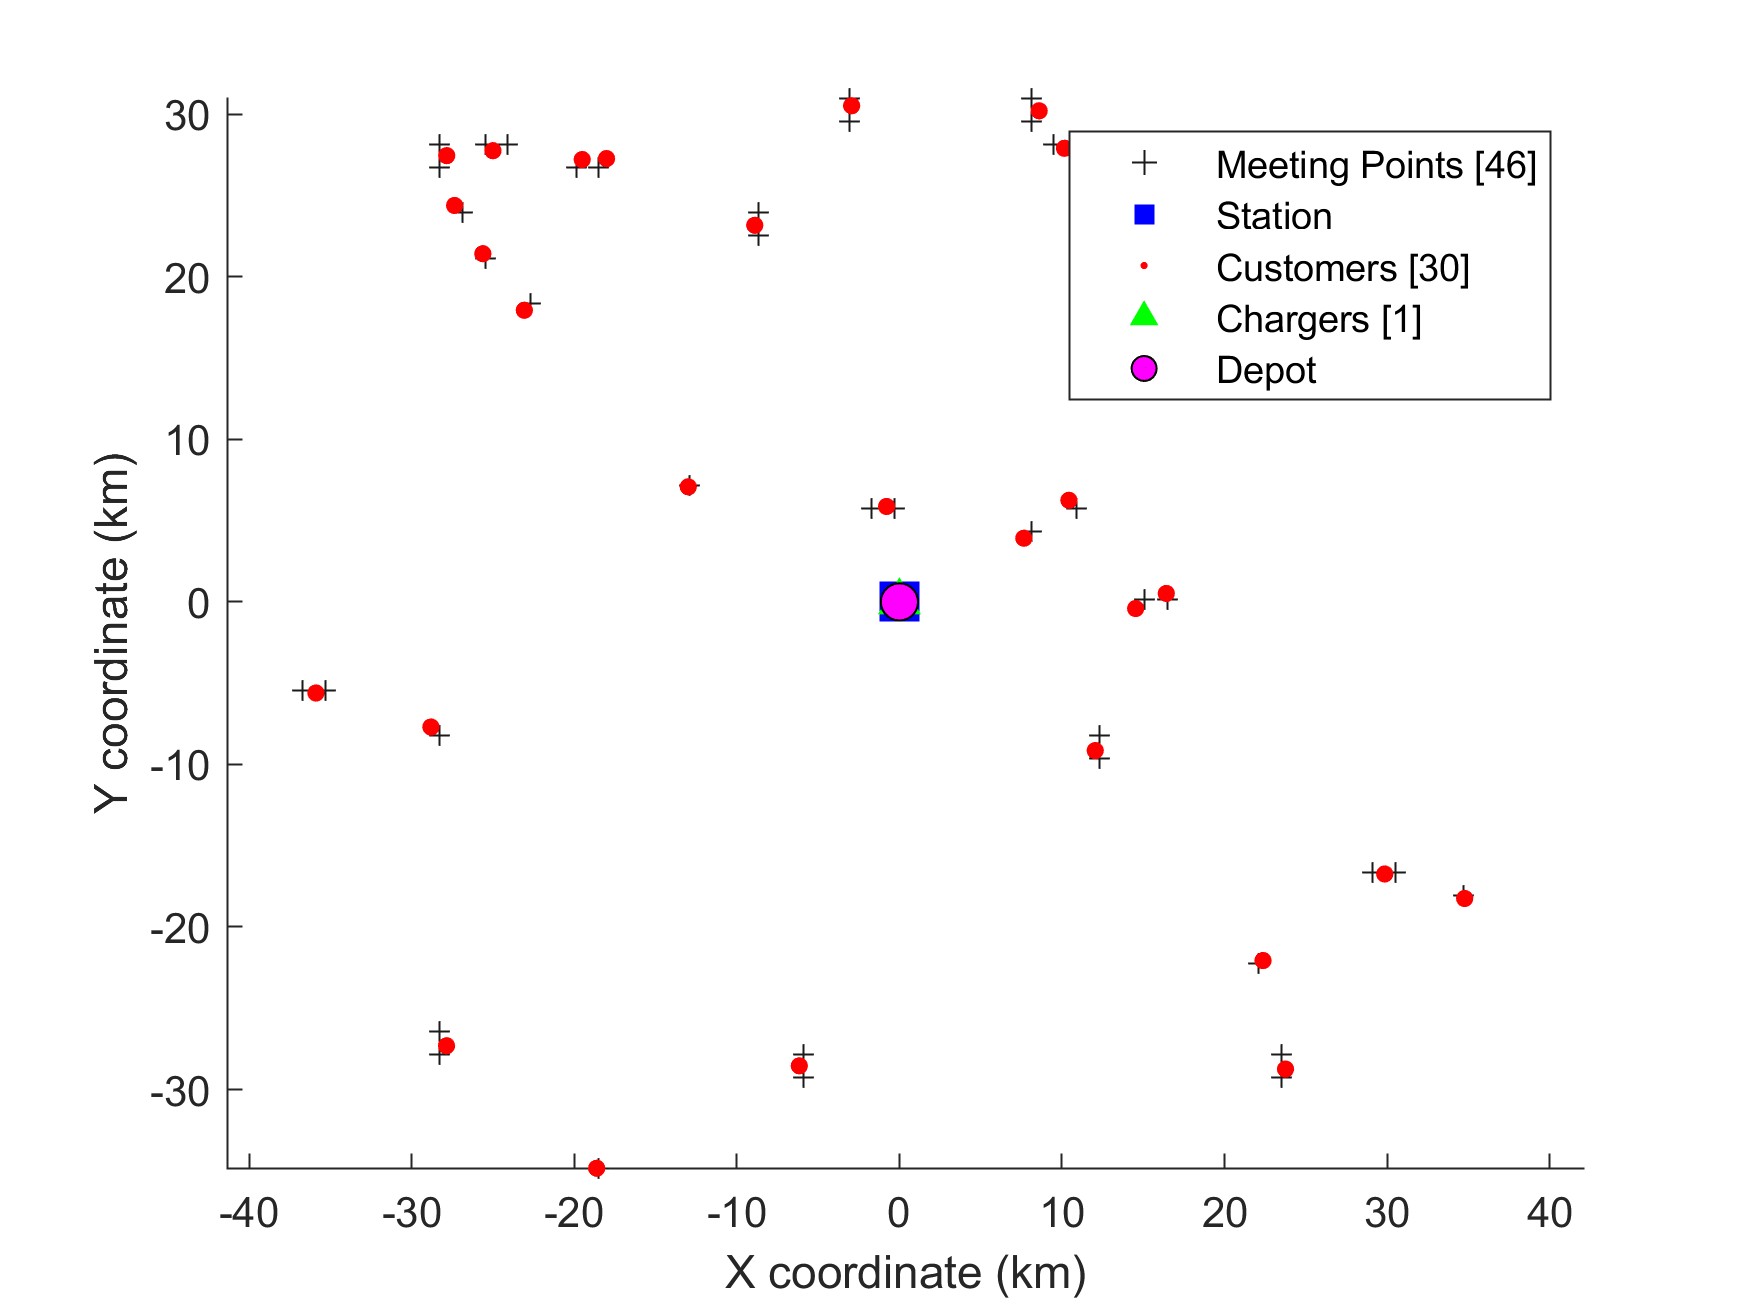 30
20
10
0
-10
-20
-30
Y coordinate (km)
Meeting Points [46]
Station
Customers [30]
Chargers [1]
Depot
-40 -30 -20 -10 0 10 20 30 40
X coordinate (km)